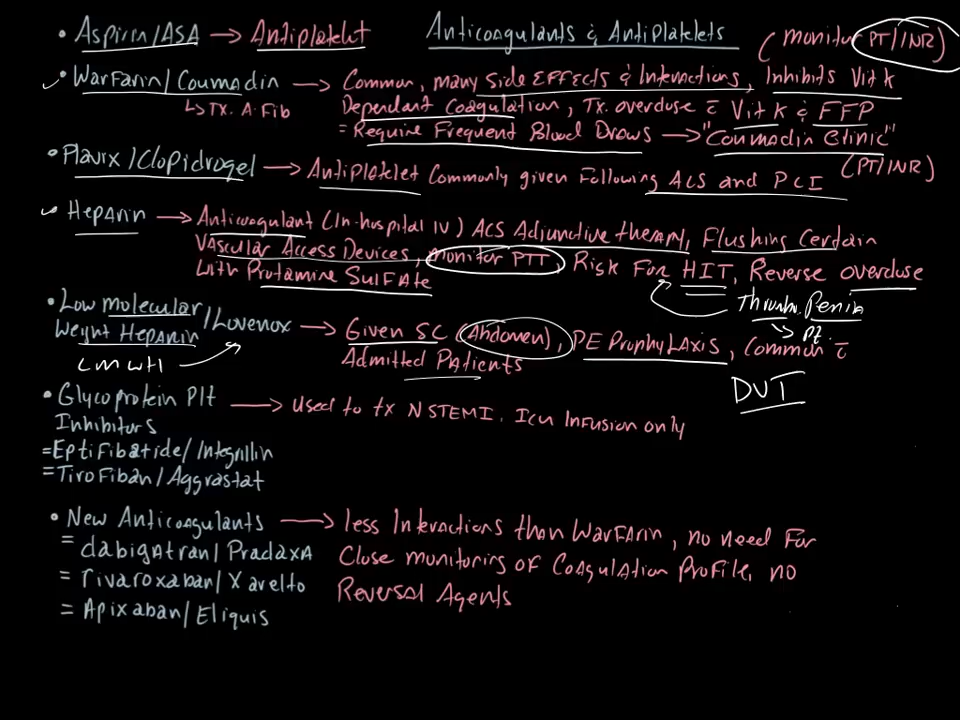 Anticoagulants & Antiplatelets
• Aspirin/ASA → Antiplatelet
(monitor PT/INR)
• Warfarin/Coumadin → Common, many Side EFFects & Interactions, Inhibits Vit K
↳ Tx. A. Fib
Dependant Coagulation, Tx. overdose c̄ Vit K & FFP
= Require Frequent Blood Draws → "Coumadin Clinic"
(PT/INR)
• Plavix/Clopidrogel → Antiplatelet Commonly given Following ACS and PCI
• Heparin → Anticoagulant (In-hospital IV) ACS Adjunctive therapy, Flushing Certain
Vascular Access Devices, monitor PTT, Risk For HIT, Reverse overdose
with Protamine SulFate
Thrombo.Penia
↳ Pt.
• Low molecular
Weight Heparin/Lovenox → Given SC (Abdomen), PE Prophylaxis, Common c̄
Admitted Patients
LMWH →
DVT
• Glycoprotein Plt → Used to tx NSTEMI. Icu Infusion only
Inhibitors
= Eptifibatide/Integrillin
= TiroFiban/Aggrastat
• New Anticoagulants → less Interactions than Warfarin, no need For
= dabigatran/Pradaxa
Close monitoring of Coagulation Profile, no
= rivaroxaban/Xarelto
Reversal Agents
= Apixaban/Eliquis